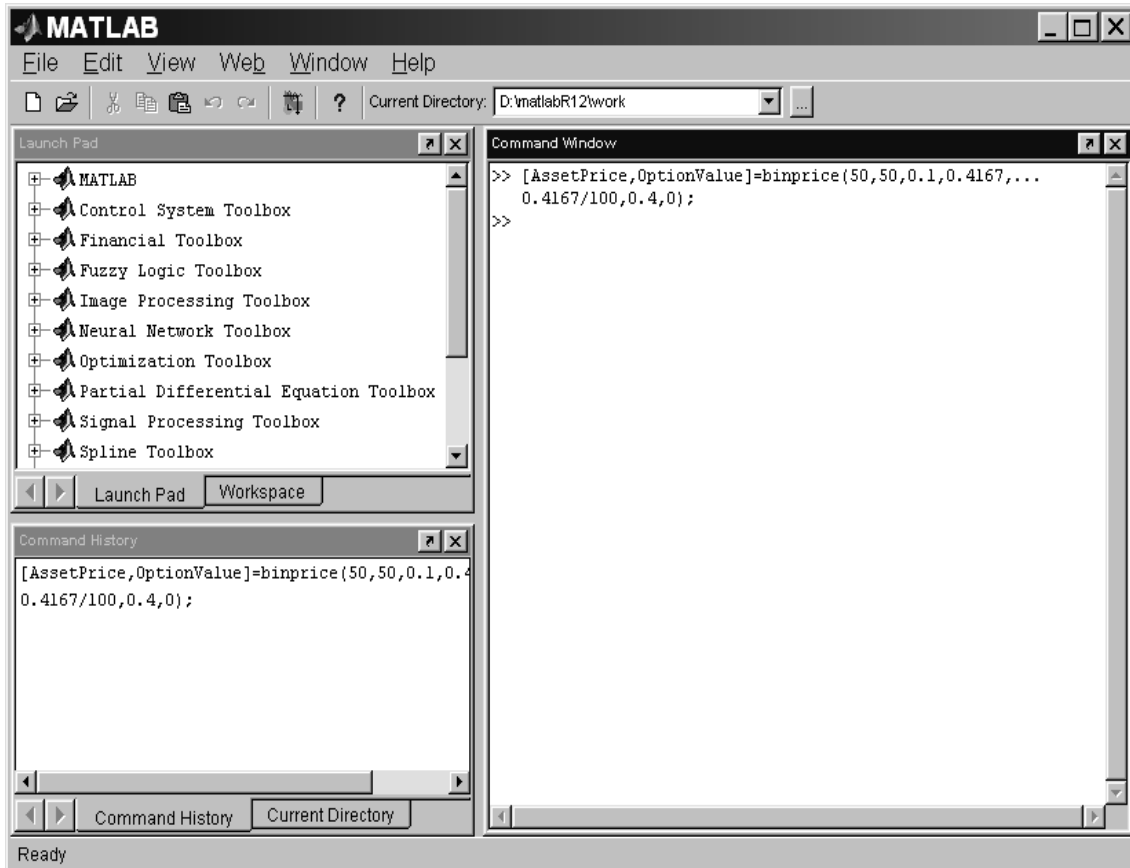 MATLAB
File Edit View Web Window Help
? Current Directory: D:\matlabR12\work ...
Launch Pad
MATLAB
Control System Toolbox
Financial Toolbox
Fuzzy Logic Toolbox
Image Processing Toolbox
Neural Network Toolbox
Optimization Toolbox
Partial Differential Equation Toolbox
Signal Processing Toolbox
Spline Toolbox
Launch Pad Workspace
Command History
[AssetPrice,OptionValue]=binprice(50,50,0.1,0.4
0.4167/100,0.4,0);
Command History Current Directory
Command Window
>> [AssetPrice,OptionValue]=binprice(50,50,0.1,0.4167,...
0.4167/100,0.4,0);
>>
Ready